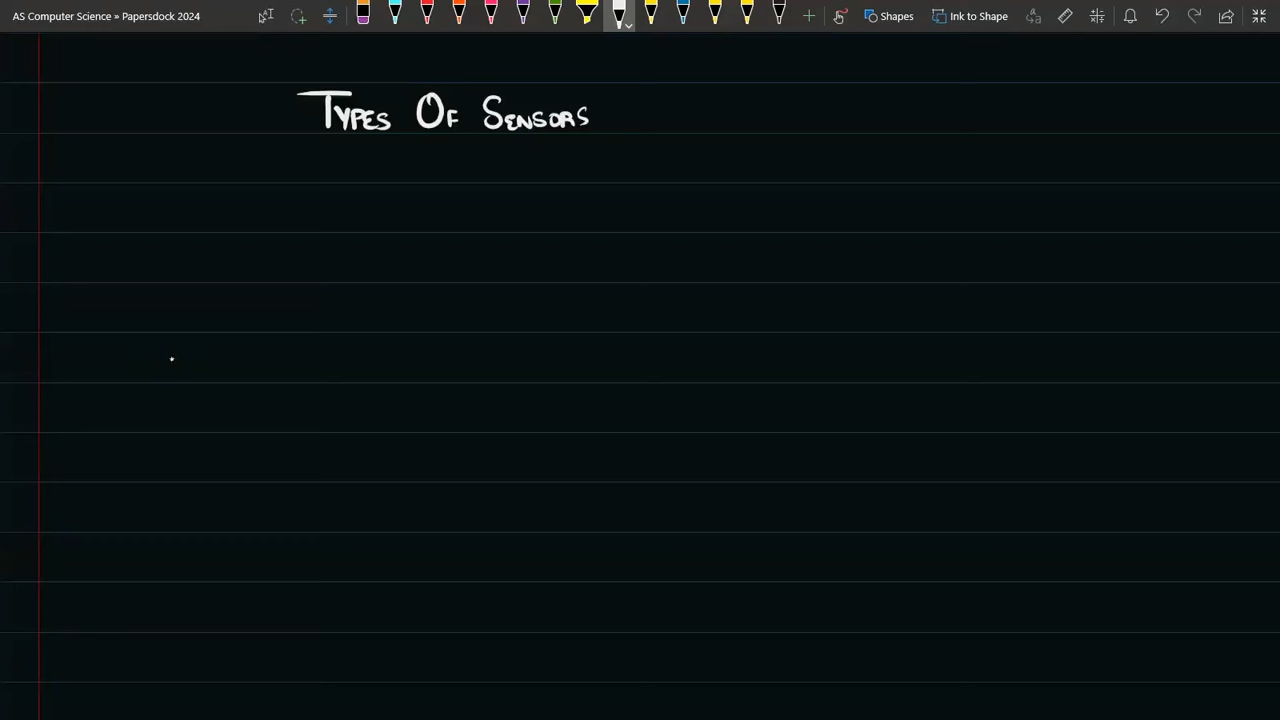 AS Computer Science » Papersdock 2024
Shapes
Ink to Shape
TYPES OF SENSORS